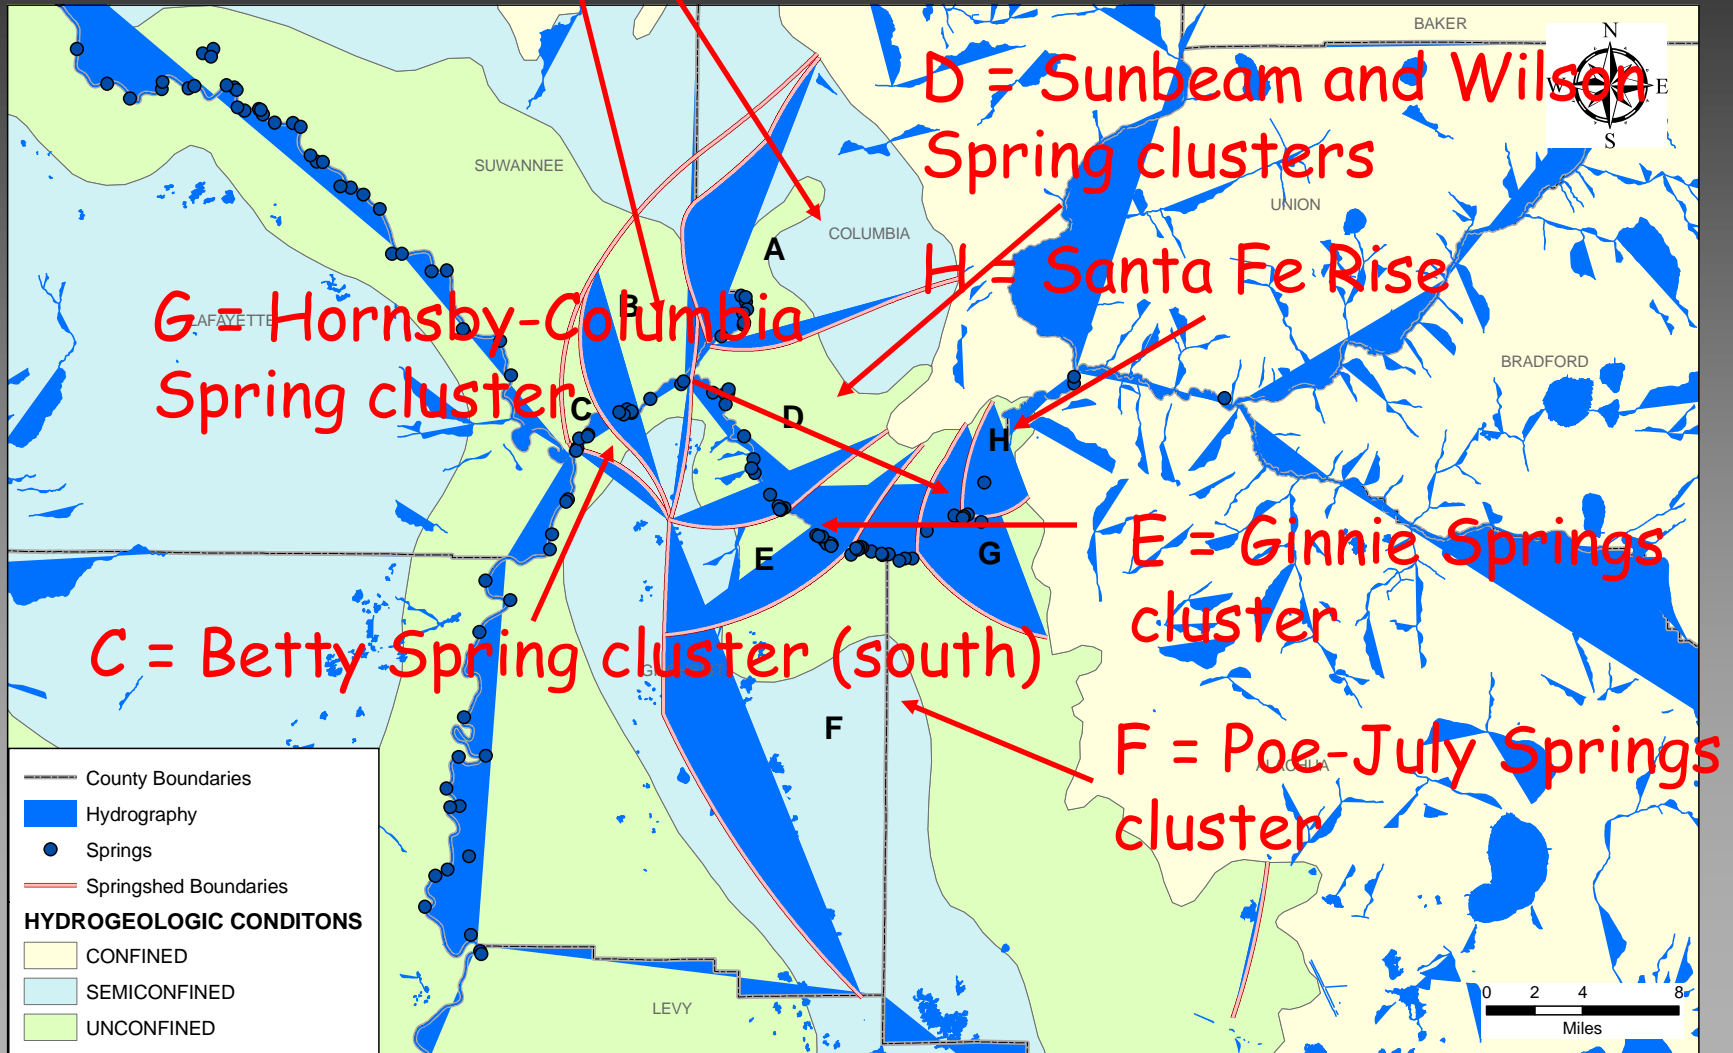 BAKER
N
W E
S
D = Sunbeam and Wilson
Spring clusters
SUWANNEE
UNION
A
COLUMBIA
H = Santa Fe Rise
B
G = Hornsby-Columbia
LAFAYETTE
Spring cluster
BRADFORD
C
D
H
E = Ginnie Springs
cluster
E
G
C = Betty Spring cluster (south)
F
F = Poe-July Springs
ALACHUA
cluster
County Boundaries
Hydrography
Springs
Springshed Boundaries
HYDROGEOLOGIC CONDITONS
CONFINED
SEMICONFINED
UNCONFINED
LEVY
0 2 4 8
Miles